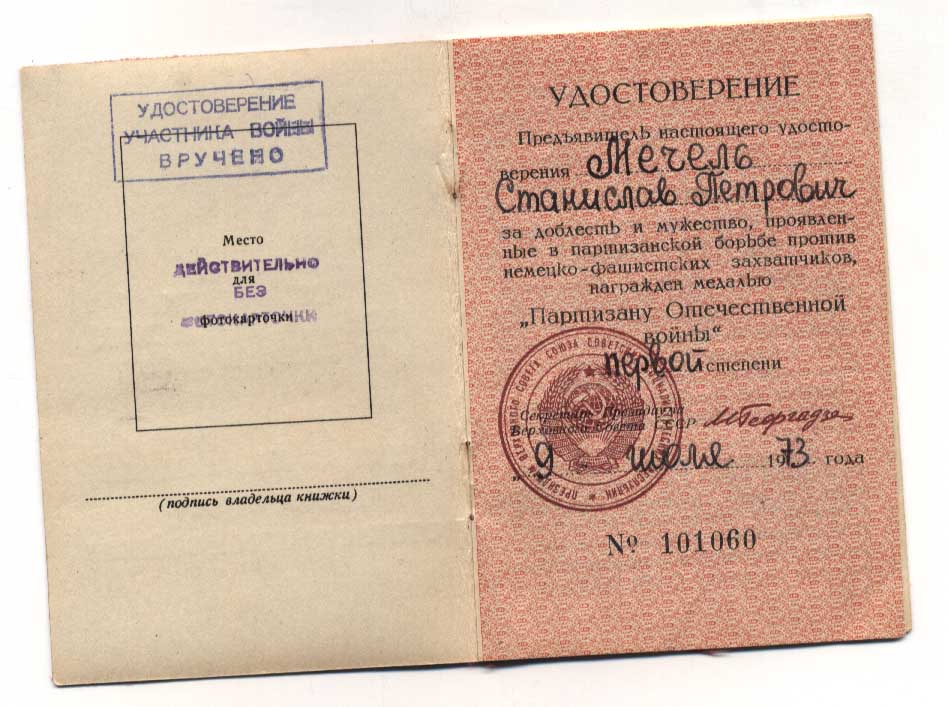 УДОСТОВЕРЕНИЕ
УЧАСТНИКА ВОЙНЫ
ВРУЧЕНО
Место
ДЕЙСТВИТЕЛЬНО
для
БЕЗ
фотокарточки
(подпись владельца книжки)
УДОСТОВЕРЕНИЕ
Предъявитель настоящего удосто-
верения Мечель
Станислав Петрович
за доблесть и мужество, проявлен-
ные в партизанской борьбе против
немецко-фашистских захватчиков,
награжден медалью
„Партизану Отечественной
войны“
первой степени
Секретарь Президиума
Верховного Совета СССР М Георгадзе
"9 июля 1973 года
№ 101060